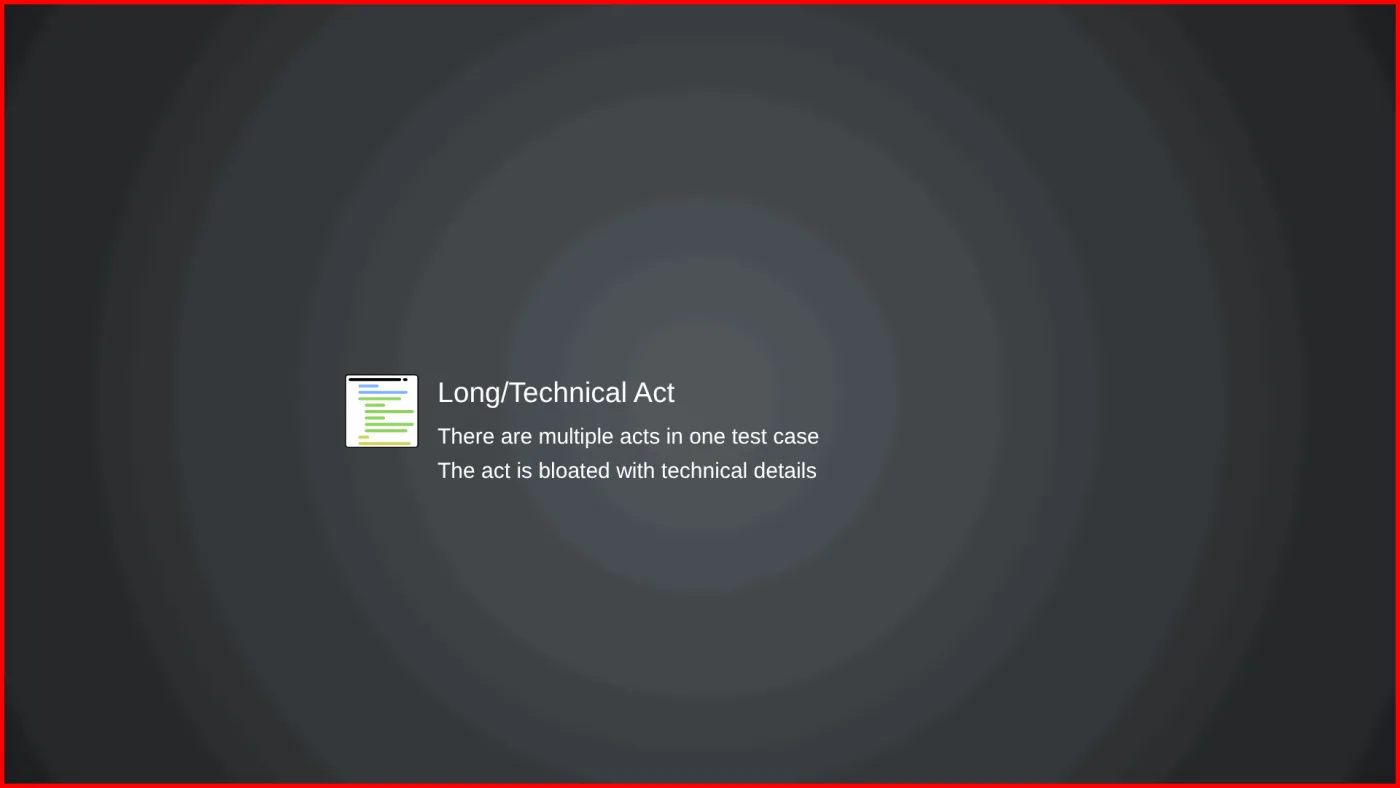 Long/Technical Act
There are multiple acts in one test case
The act is bloated with technical details